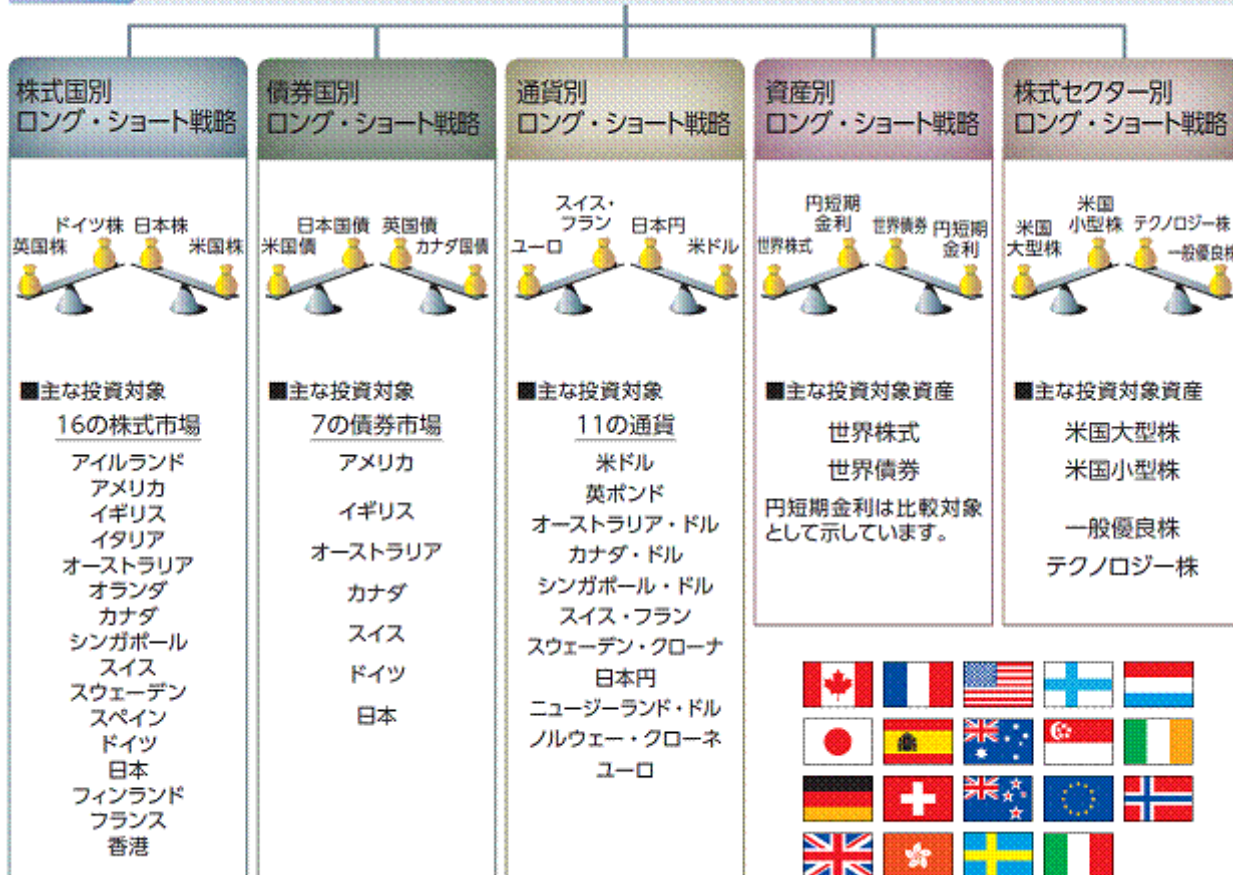 株式国別
ロング・ショート戦略
ドイツ株 日本株
英国株 米国株
■主な投資対象
16の株式市場
アイルランド
アメリカ
イギリス
イタリア
オーストラリア
オランダ
カナダ
シンガポール
スイス
スウェーデン
スペイン
ドイツ
日本
フィンランド
フランス
香港
債券国別
ロング・ショート戦略
日本国債 英国債
米国債 カナダ国債
■主な投資対象
7の債券市場
アメリカ
イギリス
オーストラリア
カナダ
スイス
ドイツ
日本
通貨別
ロング・ショート戦略
スイス・
フラン 日本円
ユーロ 米ドル
■主な投資対象
11の通貨
米ドル
英ポンド
オーストラリア・ドル
カナダ・ドル
シンガポール・ドル
スイス・フラン
スウェーデン・クローナ
日本円
ニュージーランド・ドル
ノルウェー・クローネ
ユーロ
資産別
ロング・ショート戦略
円短期
金利 世界債券 円短期
世界株式 金利
■主な投資対象資産
世界株式
世界債券
円短期金利は比較対象
として示しています。
株式セクター別
ロング・ショート戦略
米国
米国 小型株 テクノロジー株
大型株 一般優良株
■主な投資対象資産
米国大型株
米国小型株
一般優良株
テクノロジー株